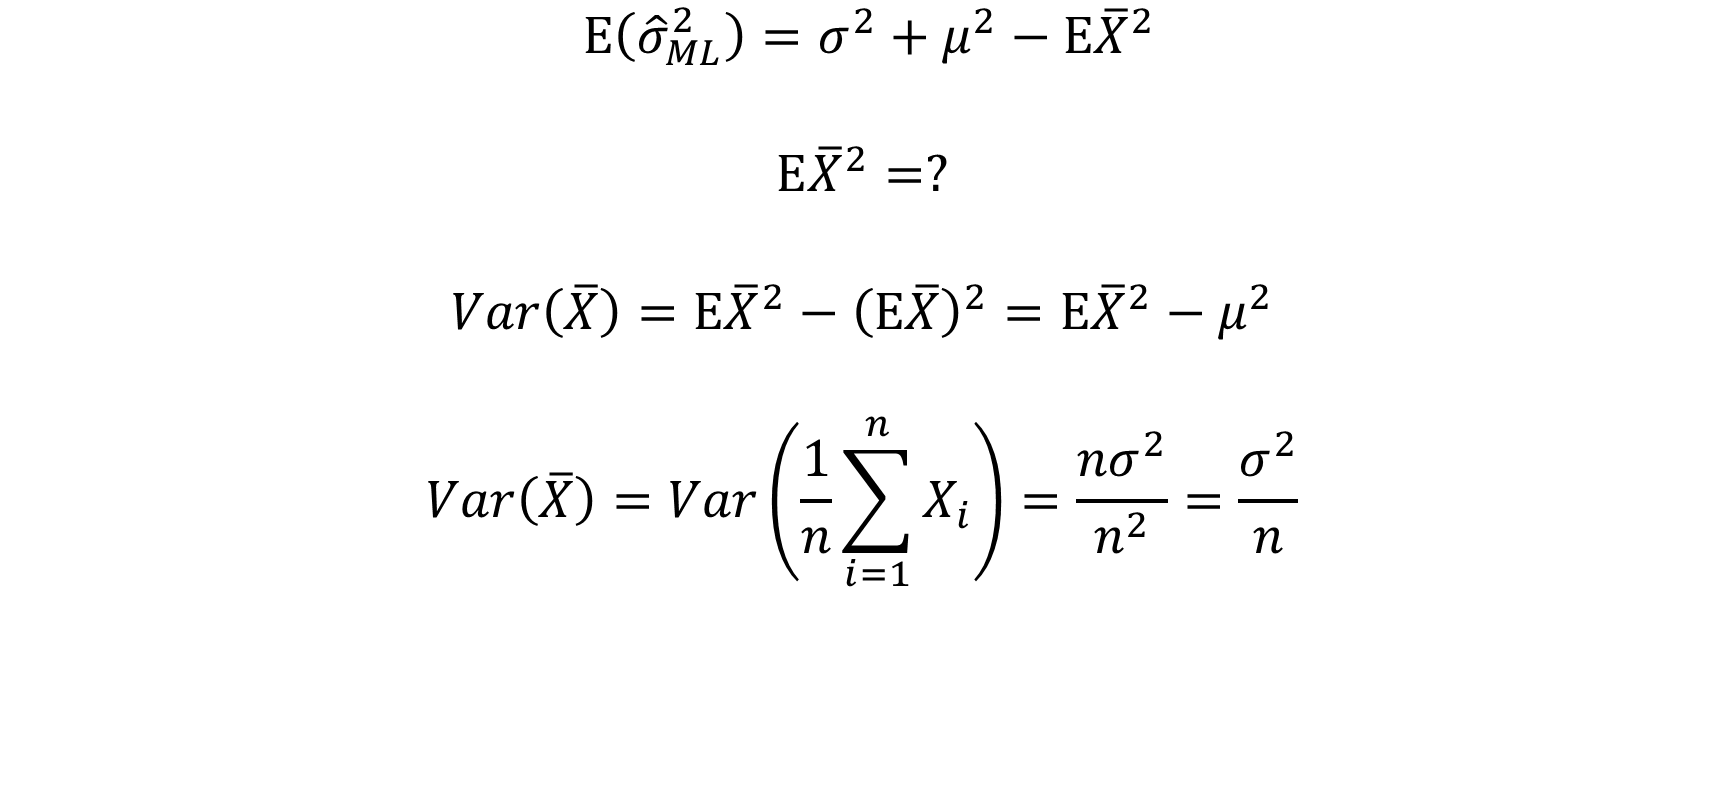 E(σ̂²_ML) = σ² + μ² − EX̄²
EX̄² =?
Var(X̄) = EX̄² − (EX̄)² = EX̄² − μ²
Var(X̄) = Var(1/n ∑_{i=1}^{n} X_i) = nσ²/n² = σ²/n